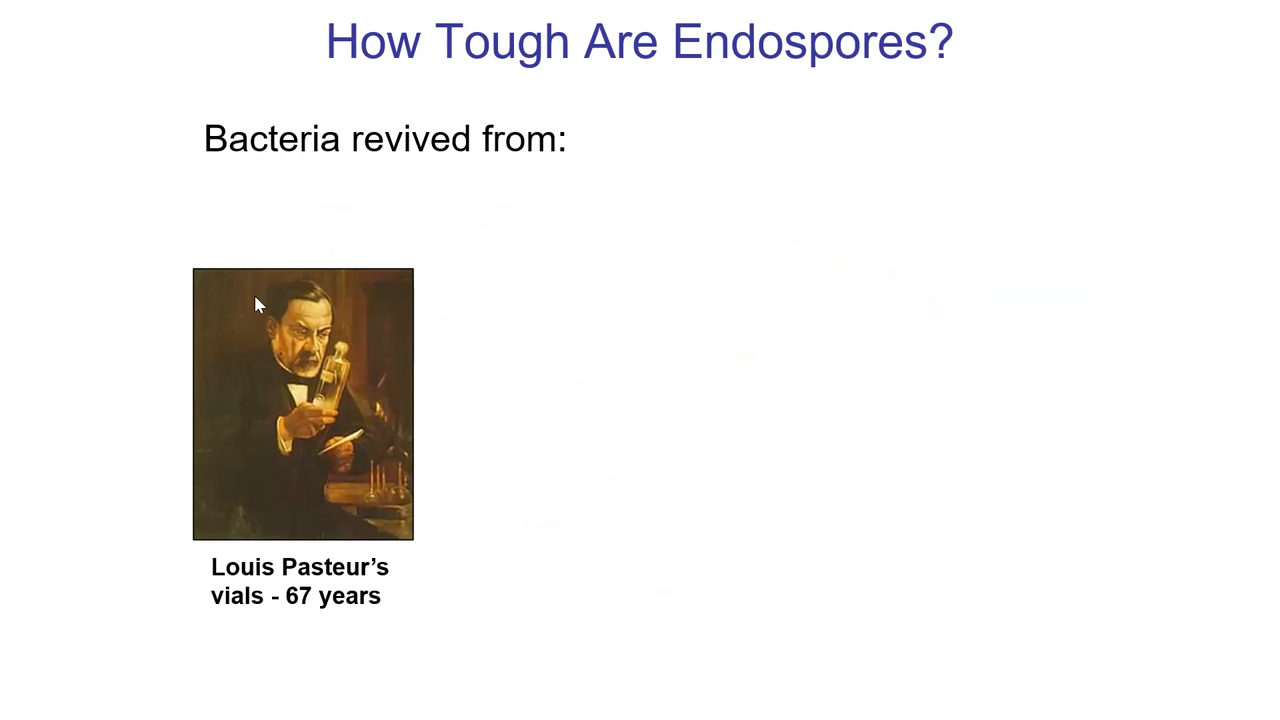 How Tough Are Endospores?
Bacteria revived from:
Louis Pasteur’s
vials - 67 years